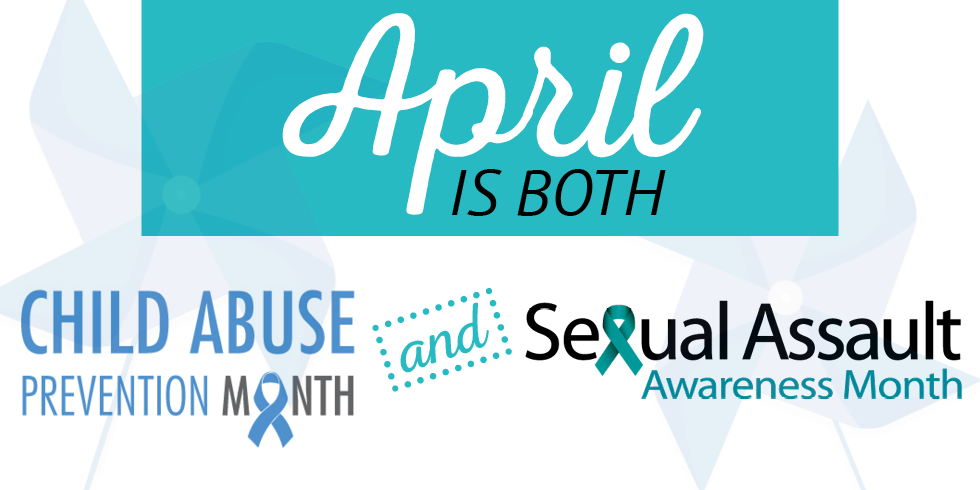 April
IS BOTH
CHILD ABUSE
PREVENTION MONTH
and
Sexual Assault
Awareness Month